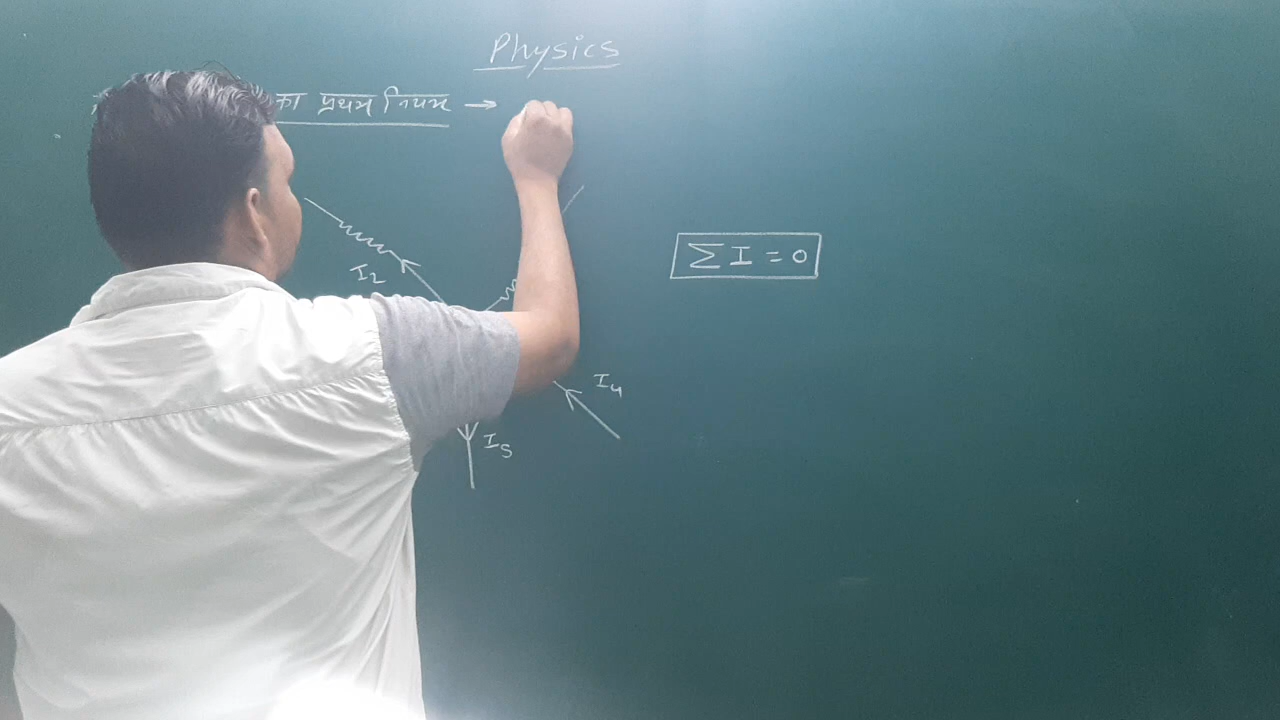 Physics
का प्रथम नियम →
I2
Σ I = 0
I4
I5